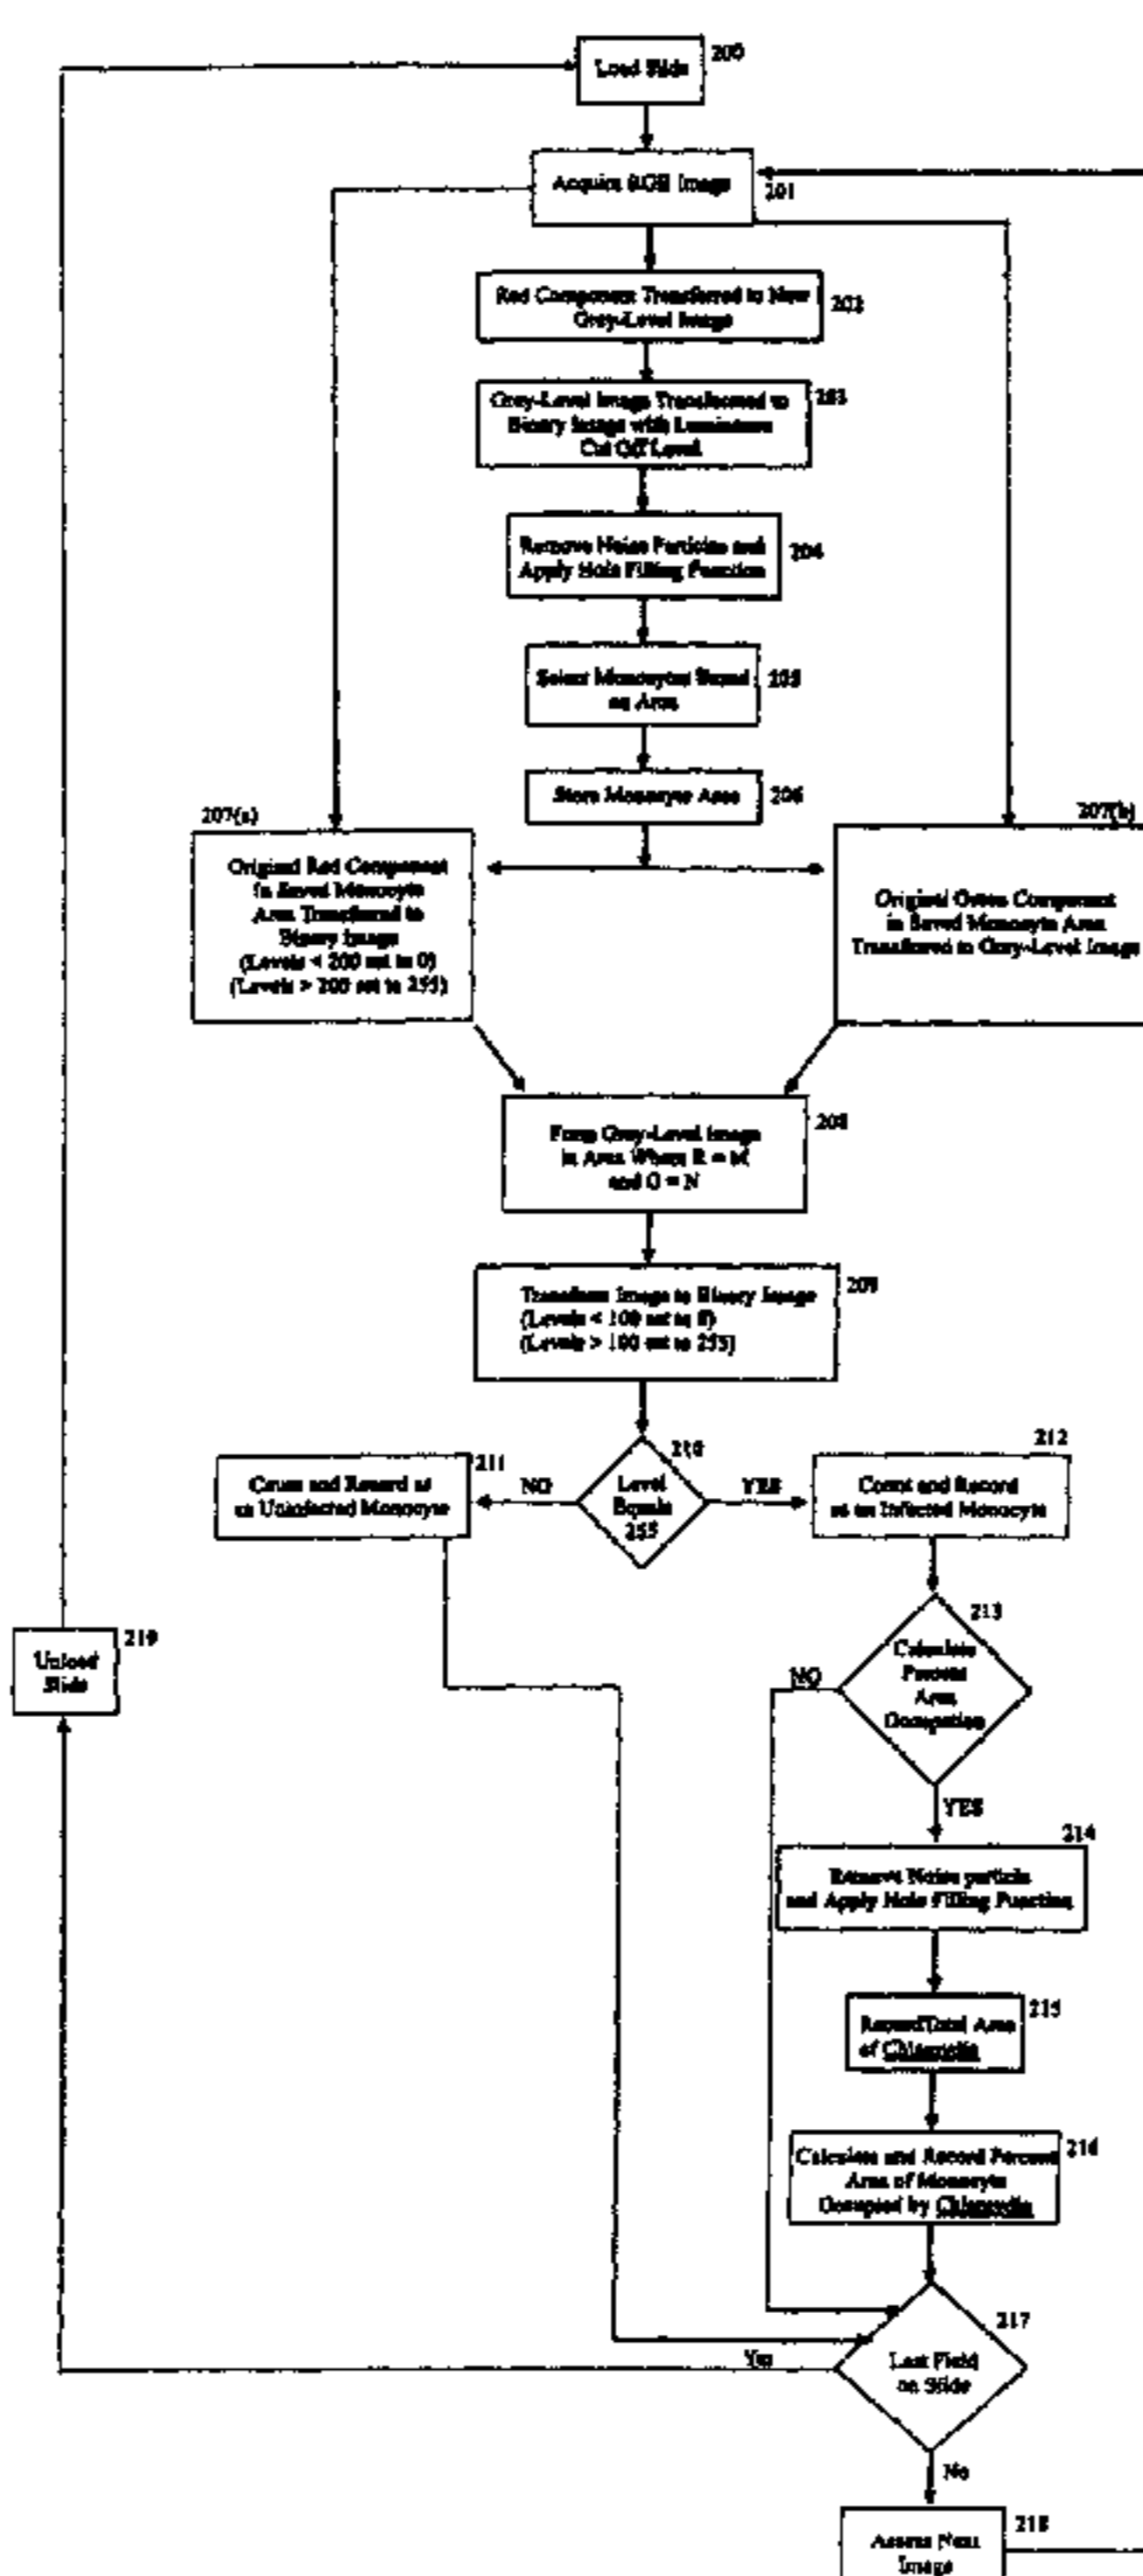 Load Slide
200
Acquire RGB Image
201
Red Component Transferred to New
Grey-Level Image
202
Grey-Level Image Transformed to
Binary Image with Luminance
Cut Off Level
203
Remove Noise Particles and
Apply Hole Filling Function
204
Select Monocytes Based
on Area
205
Store Monocyte Area
206
207(a)
Original Red Component
in Saved Monocyte
Area Transferred to
Binary Image
(Levels < 200 set to 0)
(Levels > 200 set to 255)
207(b)
Original Green Component
in Saved Monocyte Area
Transferred to Grey-Level Image
Form Grey-Level Image
in Area Where R = M
and G = N
208
Transform Image to Binary Image
(Levels < 100 set to 0)
(Levels > 100 set to 255)
209
210
Level
Equals
255
NO
YES
211
Count and Record as
an Uninfected Monocyte
212
Count and Record
as an Infected Monocyte
213
Calculate
Percent
Area
Occupation
NO
YES
219
Unload
Slide
214
Remove Noise particle
and Apply Hole Filling Function
215
Record Total Area
of Chlamydia
216
Calculate and Record Percent
Area of Monocyte
Occupied by Chlamydia
217
Last Field
on Slide
Yes
No
218
Assess Next
Image